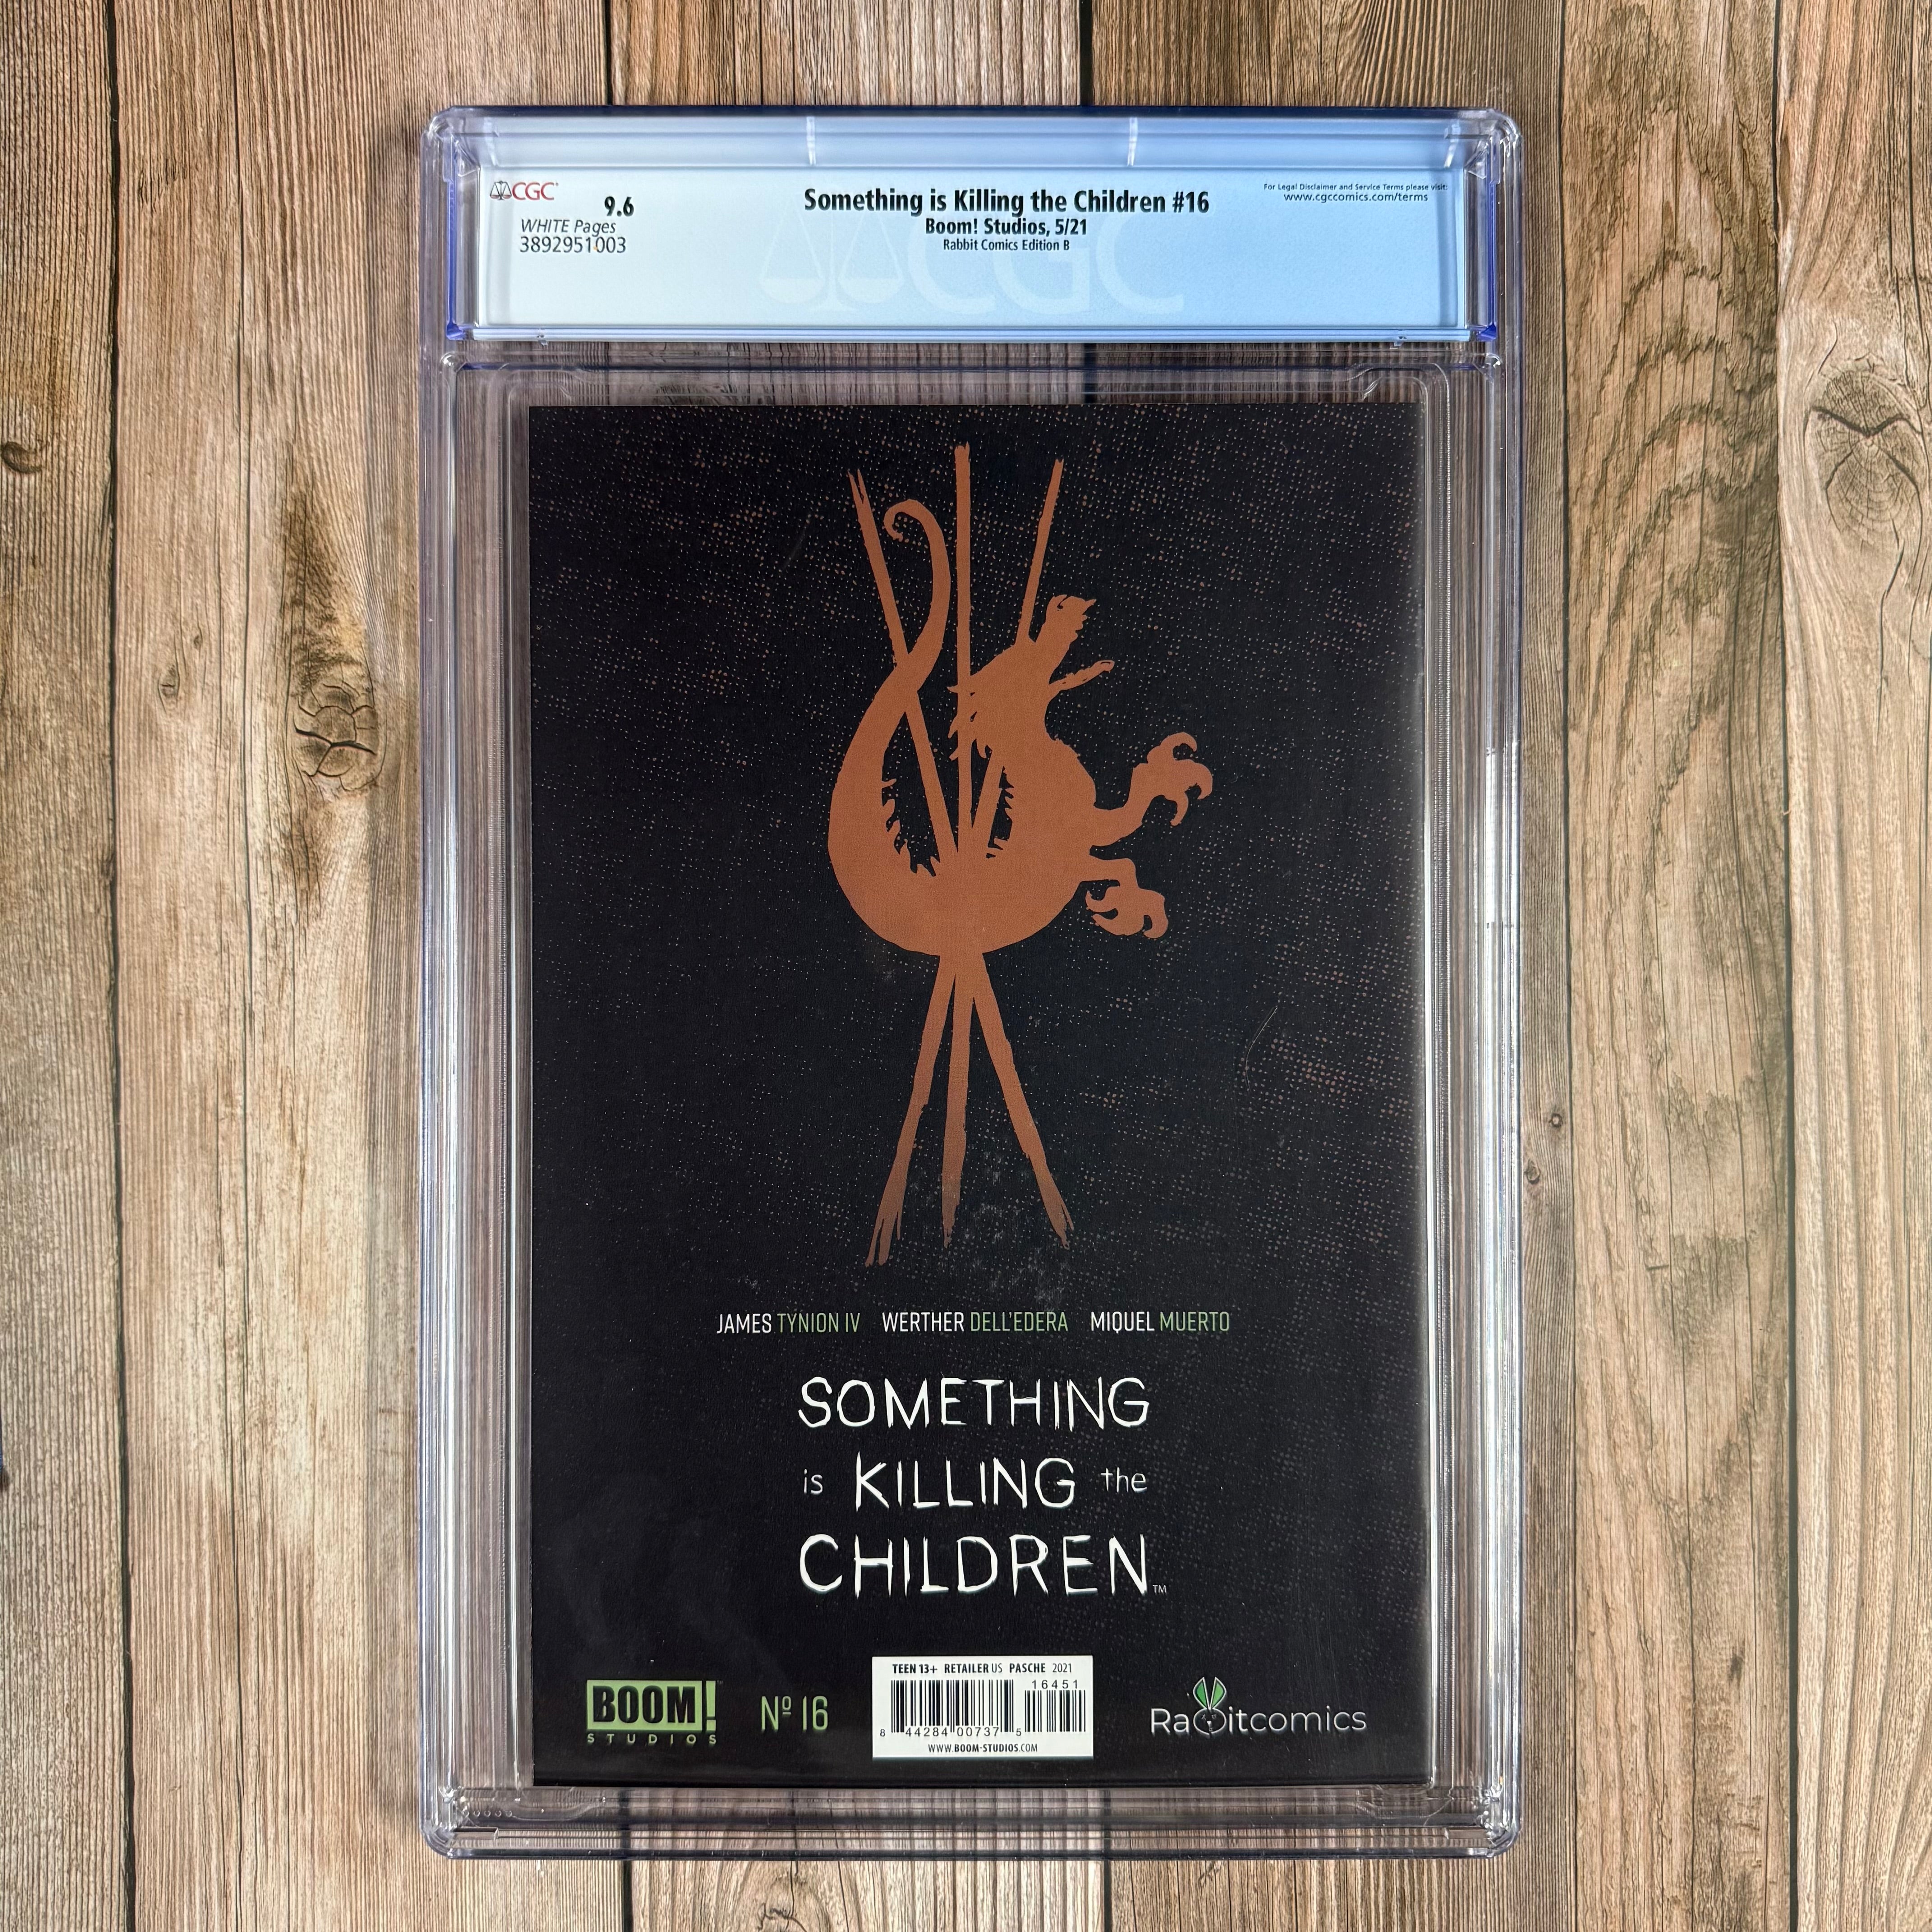 CGC
9.6
WHITE Pages
3892951003
Something is Killing the Children #16
Boom! Studios, 5/21
Rabbit Comics Edition B
For Legal Disclaimer and Service Terms please visit:
www.cgccomics.com/terms
CGC
JAMES TYNION IV WERTHER DELL'EDERA MIQUEL MUERTO
SOMETHING
is KILLING the
CHILDREN™
BOOM!
STUDIOS
Nº 16
TEEN 13+ RETAILER US PASCHE 2021
16451
8 44284 00737 5
WWW.BOOM-STUDIOS.COM
Rabbitcomics